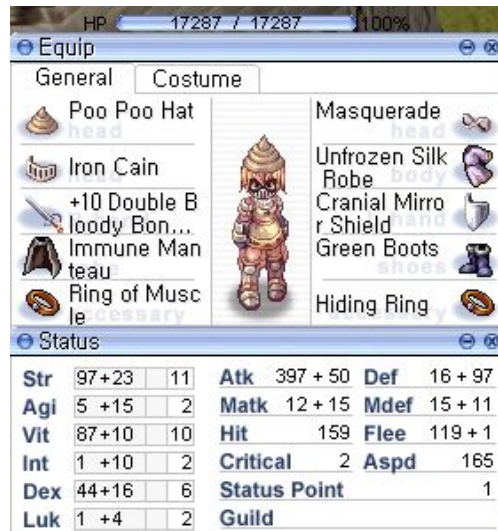 HP 17287 / 17287 100%
Equip
General Costume
Poo Poo Hat
Masquerade
head
head
Iron Cain
Unfrozen Silk
Robe
body
+10 Double B
loody Bon...
Cranial Mirro
r Shield
hand
Immune Man
teau
Green Boots
shoes
Ring of Musc
le
accessary
Hiding Ring
accessary
Status
Str 97+23 11 Atk 397 + 50 Def 16 + 97
Agi 5 +15 2 Matk 12 + 15 Mdef 15 + 11
Vit 87+10 10 Hit 159 Flee 119 + 1
Int 1 +10 2 Critical 2 Aspd 165
Dex 44+16 6 Status Point 1
Luk 1 +4 2 Guild